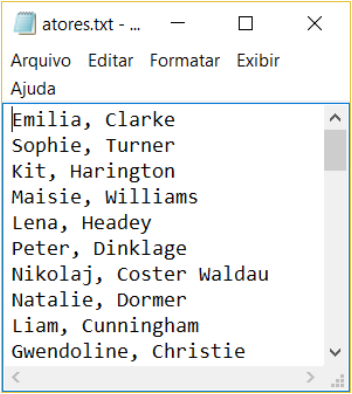 atores.txt - ...
Arquivo Editar Formatar Exibir
Ajuda
Emilia, Clarke
Sophie, Turner
Kit, Harington
Maisie, Williams
Lena, Headey
Peter, Dinklage
Nikolaj, Coster Waldau
Natalie, Dormer
Liam, Cunningham
Gwendoline, Christie